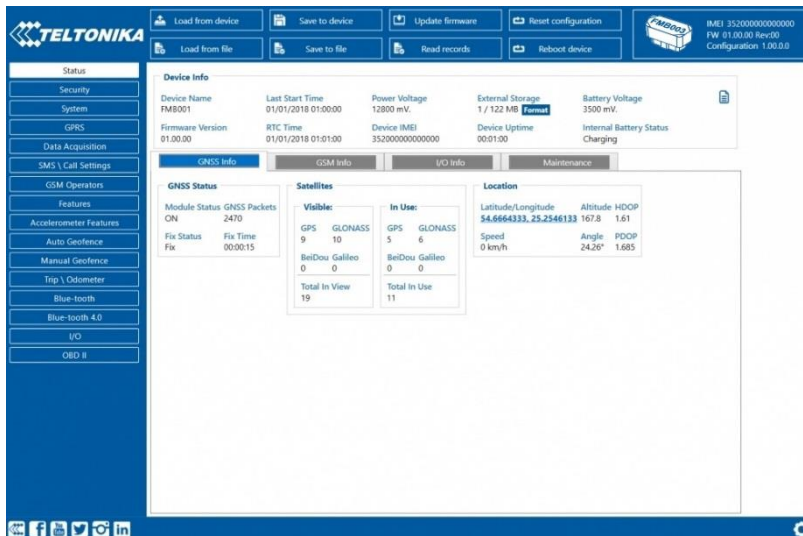 TELTONIKA
Load from device
Save to device
Update firmware
Reset configuration
Load from file
Save to file
Read records
Reboot device
FMB003
IMEI 352000000000000
FW 01.00.00 Rev:00
Configuration 1.00.0.0
Status
Security
System
GPRS
Data Acquisition
SMS \ Call Settings
GSM Operators
Features
Accelerometer Features
Auto Geofence
Manual Geofence
Trip \ Odometer
Blue-tooth
Blue-tooth 4.0
I/O
OBD II
Device Info
Device Name Last Start Time Power Voltage External Storage Battery Voltage
FMB001 01/01/2018 01:00:00 12800 mV. 1 / 122 MB Format 3500 mV.
Firmware Version RTC Time Device IMEI Device Uptime Internal Battery Status
01.00.00 01/01/2018 01:01:00 352000000000000 00:01:00 Charging
GNSS Info GSM Info I/O Info Maintenance
GNSS Status
Module Status GNSS Packets
ON 2470
Fix Status Fix Time
Fix 00:00:15
Satellites
Visible:
GPS GLONASS
9 10
BeiDou Galileo
0 0
Total In View
19
In Use:
GPS GLONASS
5 6
BeiDou Galileo
0 0
Total In Use
11
Location
Latitude/Longitude Altitude HDOP
54.6664333, 25.2546133 167.8 1.61
Speed Angle PDOP
0 km/h 24.26° 1.685